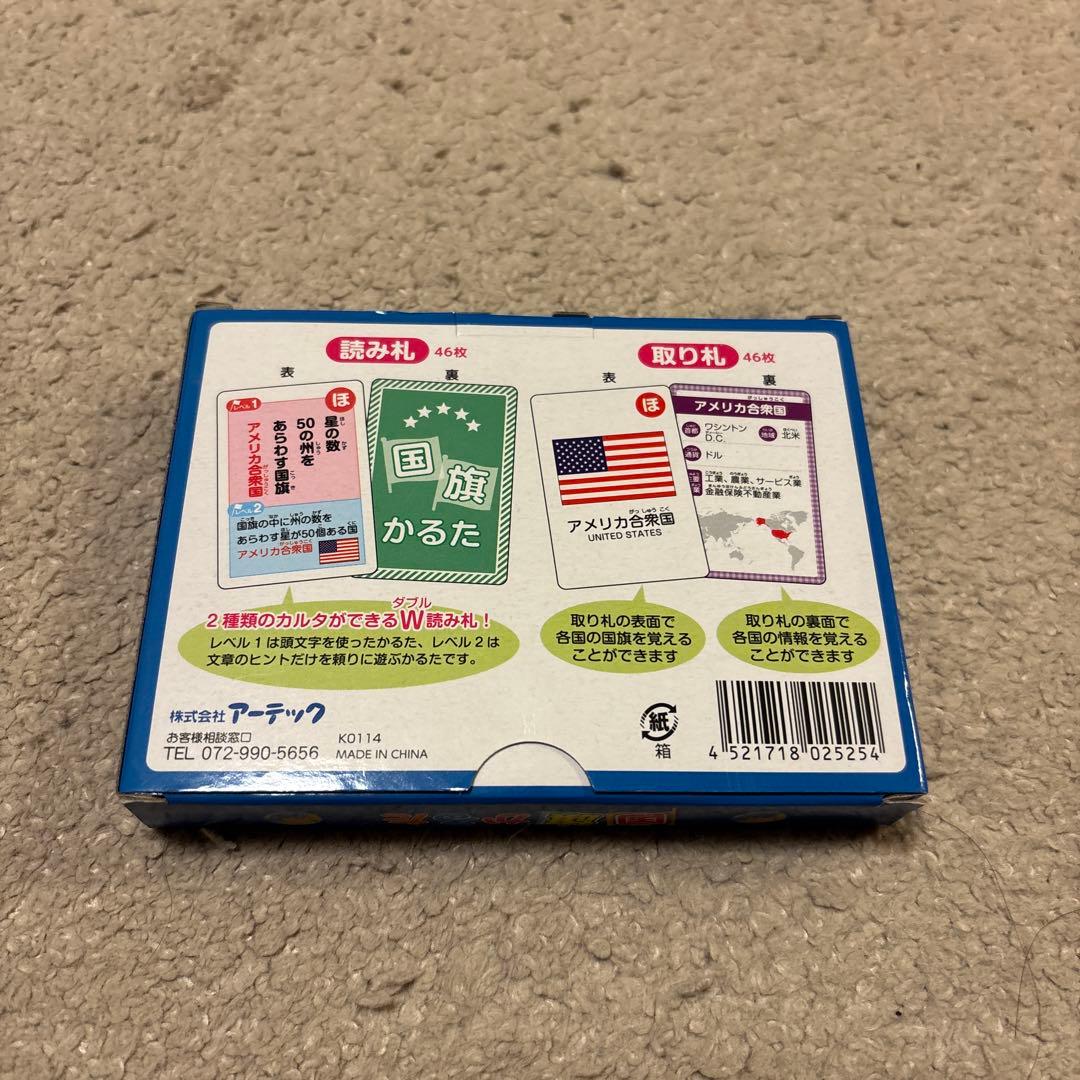 読み札 46枚
表
裏
レベル1
ほ
星の数
50の州を
あらわす国旗
アメリカ合衆国
レベル2
国旗の中に州の数を
あらわす星が50個ある国
アメリカ合衆国
国旗
かるた
取り札 46枚
表
裏
ほ
アメリカ合衆国
UNITED STATES
アメリカ合衆国
首都 ワシントンD.C.
地域 北米
通貨 ドル
工業、農業、サービス業
金融保険不動産業
2種類のカルタができるW読み札!
ダブル
レベル1は頭文字を使ったかるた、レベル2は
文章のヒントだけを頼りに遊ぶかるたです。
取り札の表面で
各国の国旗を覚える
ことができます
取り札の裏面で
各国の情報を覚える
ことができます
株式会社 アーテック
お客様相談窓口
TEL 072-990-5656
K0114
MADE IN CHINA
紙
箱
4 521718 025254
国旗かるた